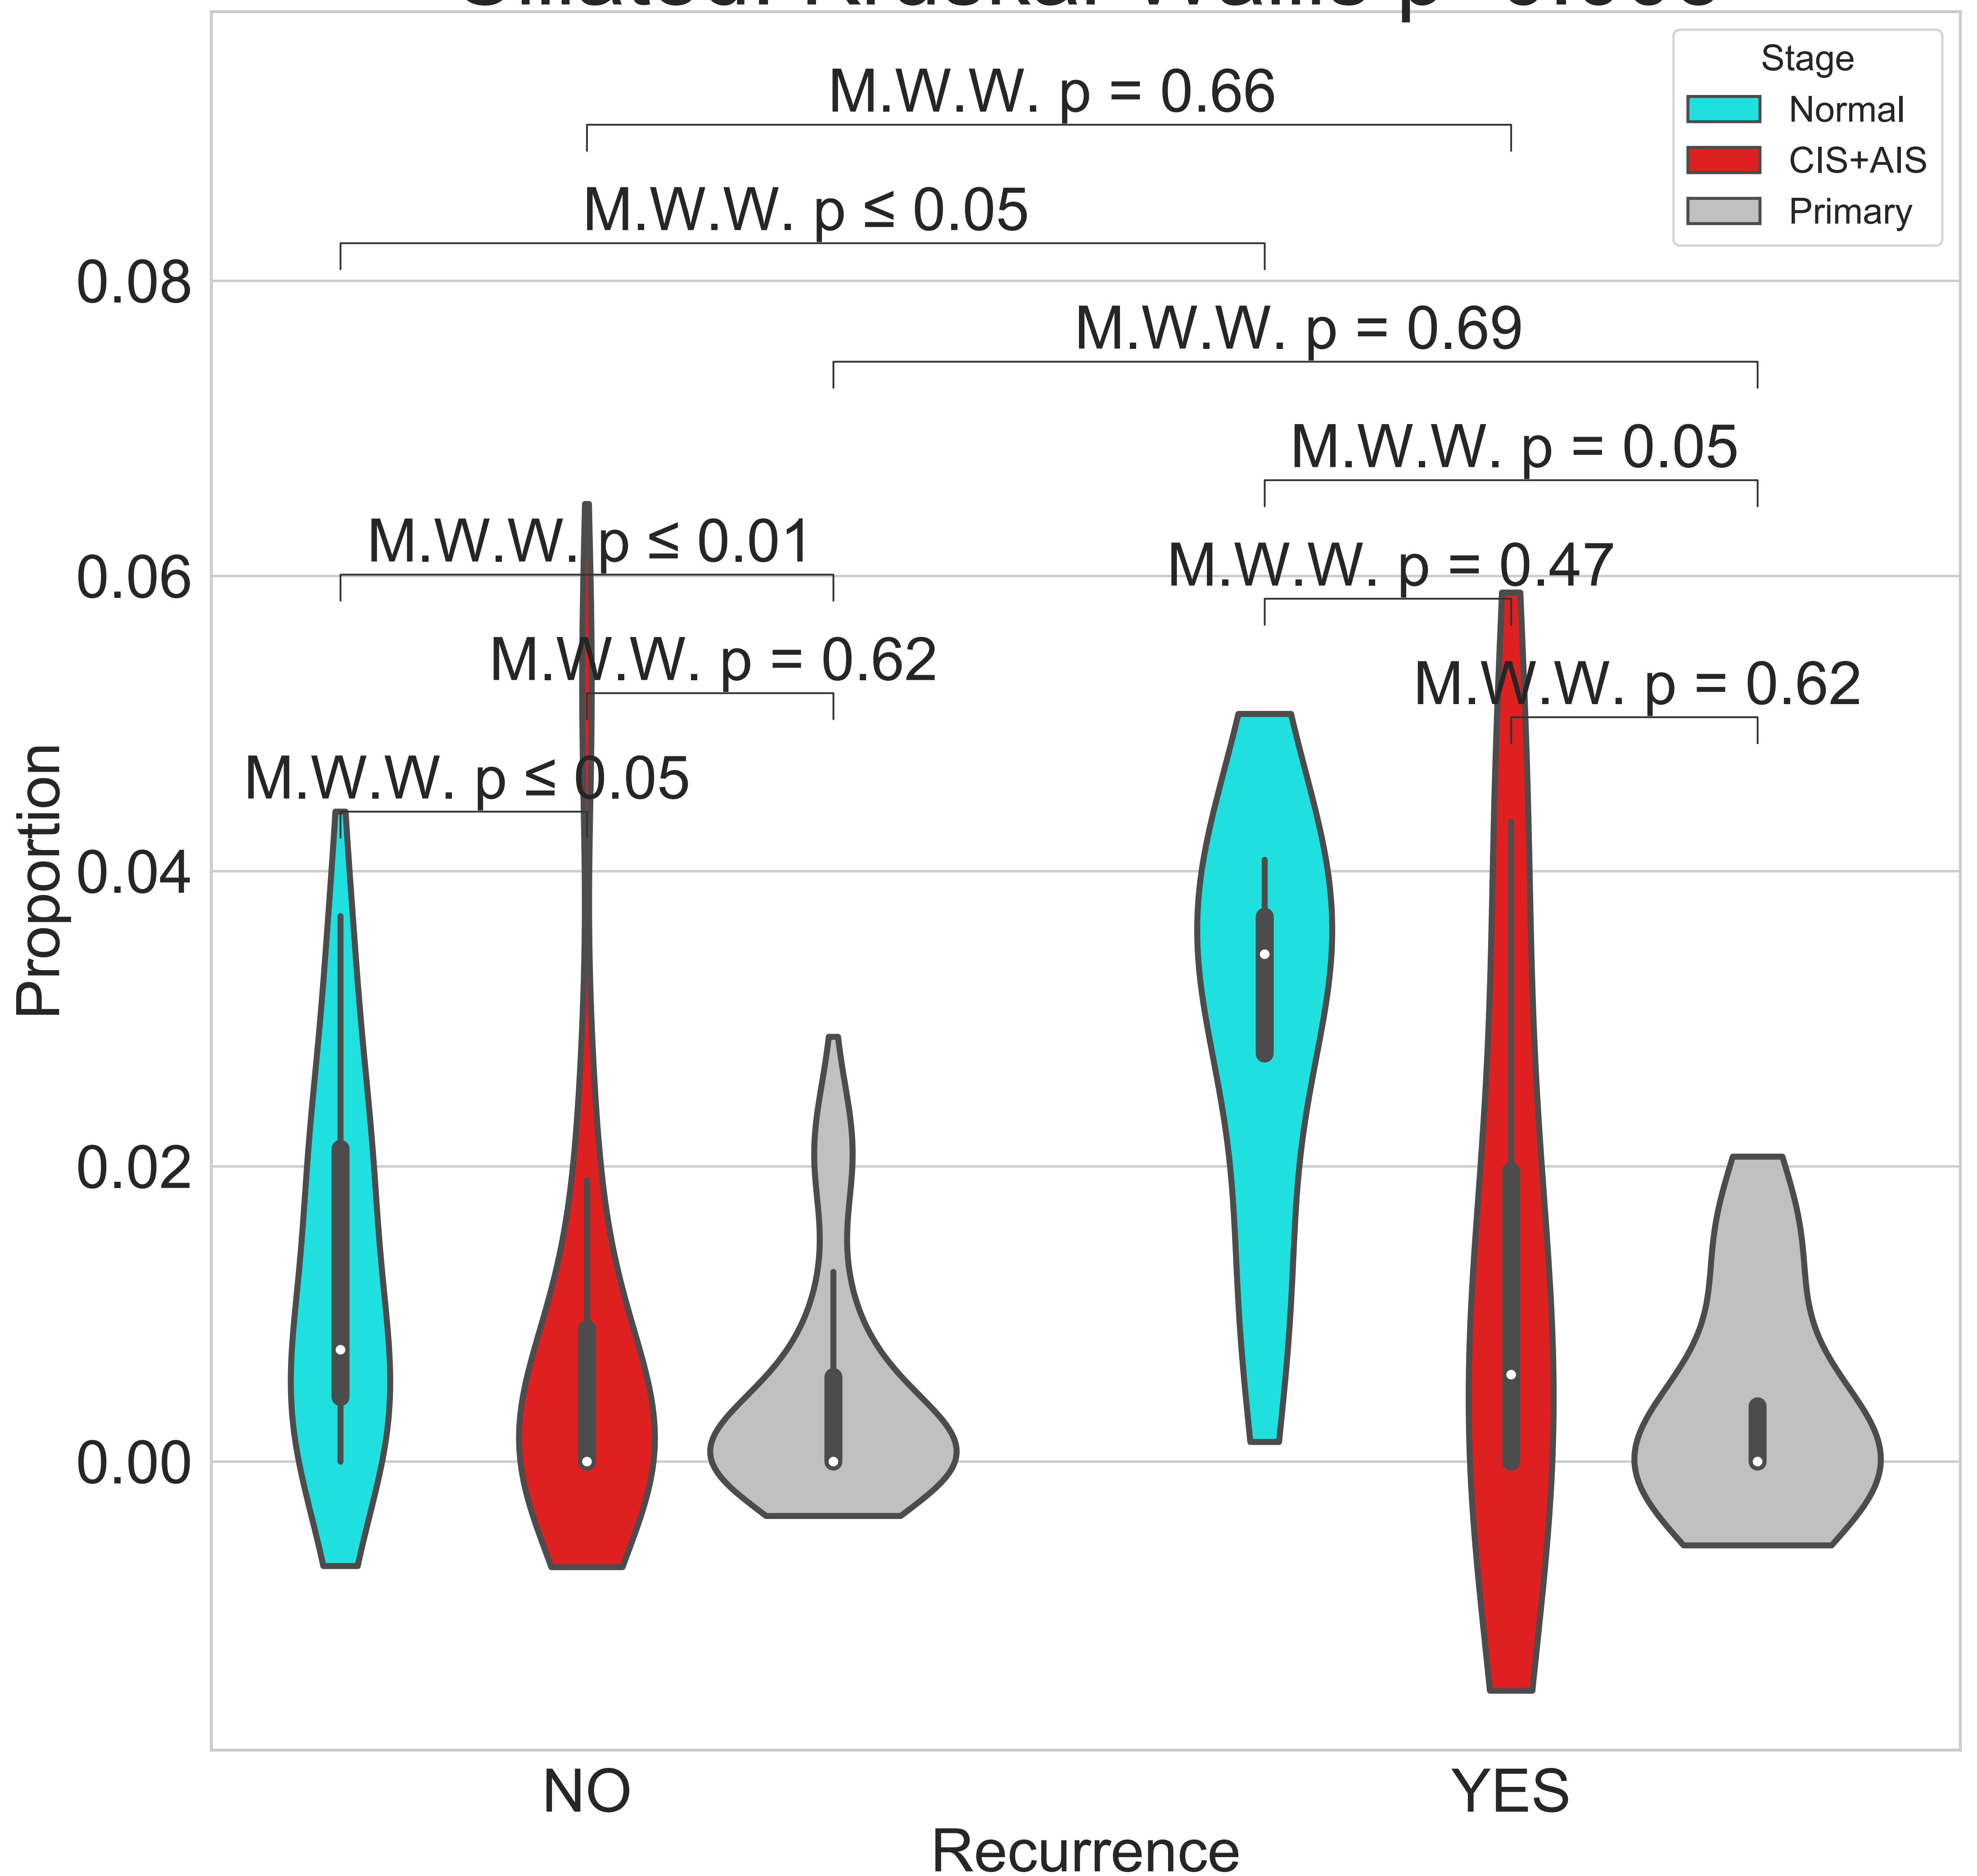 Stage
Normal
CIS+AIS
Primary
M.W.W. p = 0.66
M.W.W. p ≤ 0.05
M.W.W. p = 0.69
M.W.W. p = 0.05
M.W.W. p ≤ 0.01
M.W.W. p = 0.47
M.W.W. p = 0.62
M.W.W. p = 0.62
M.W.W. p ≤ 0.05
0.08
0.06
0.04
0.02
0.00
Proportion
NO
YES
Recurrence